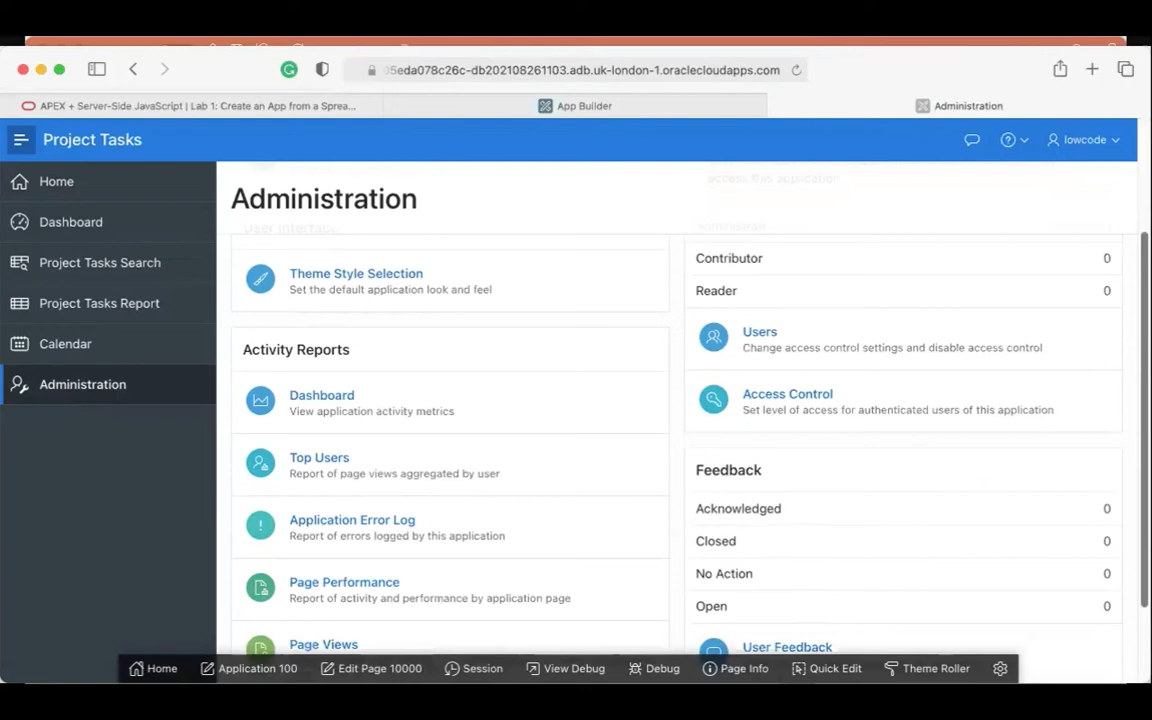 05eda078c26c-db202108261103.adb.uk-london-1.oraclecloudapps.com
APEX + Server-Side JavaScript | Lab 1: Create an App from a Sprea...
App Builder
Administration
Project Tasks
lowcode
Home
Dashboard
Project Tasks Search
Project Tasks Report
Calendar
Administration
Administration
access this application
User Interface
Theme Style Selection
Set the default application look and feel
Activity Reports
Dashboard
View application activity metrics
Top Users
Report of page views aggregated by user
Application Error Log
Report of errors logged by this application
Page Performance
Report of activity and performance by application page
Page Views
Contributor 0
Reader 0
Users
Change access control settings and disable access control
Access Control
Set level of access for authenticated users of this application
Feedback
Acknowledged 0
Closed 0
No Action 0
Open 0
User Feedback
Home Application 100 Edit Page 10000 Session View Debug Debug Page Info Quick Edit Theme Roller